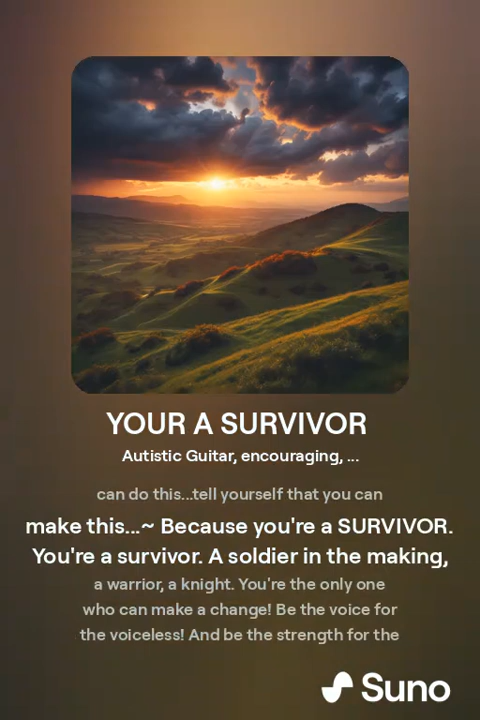 YOUR A SURVIVOR
Autistic Guitar, encouraging, ...
can do this...tell yourself that you can
make this...~ Because you're a SURVIVOR.
You're a survivor. A soldier in the making,
a warrior, a knight. You're the only one
who can make a change! Be the voice for
the voiceless! And be the strength for the
Suno